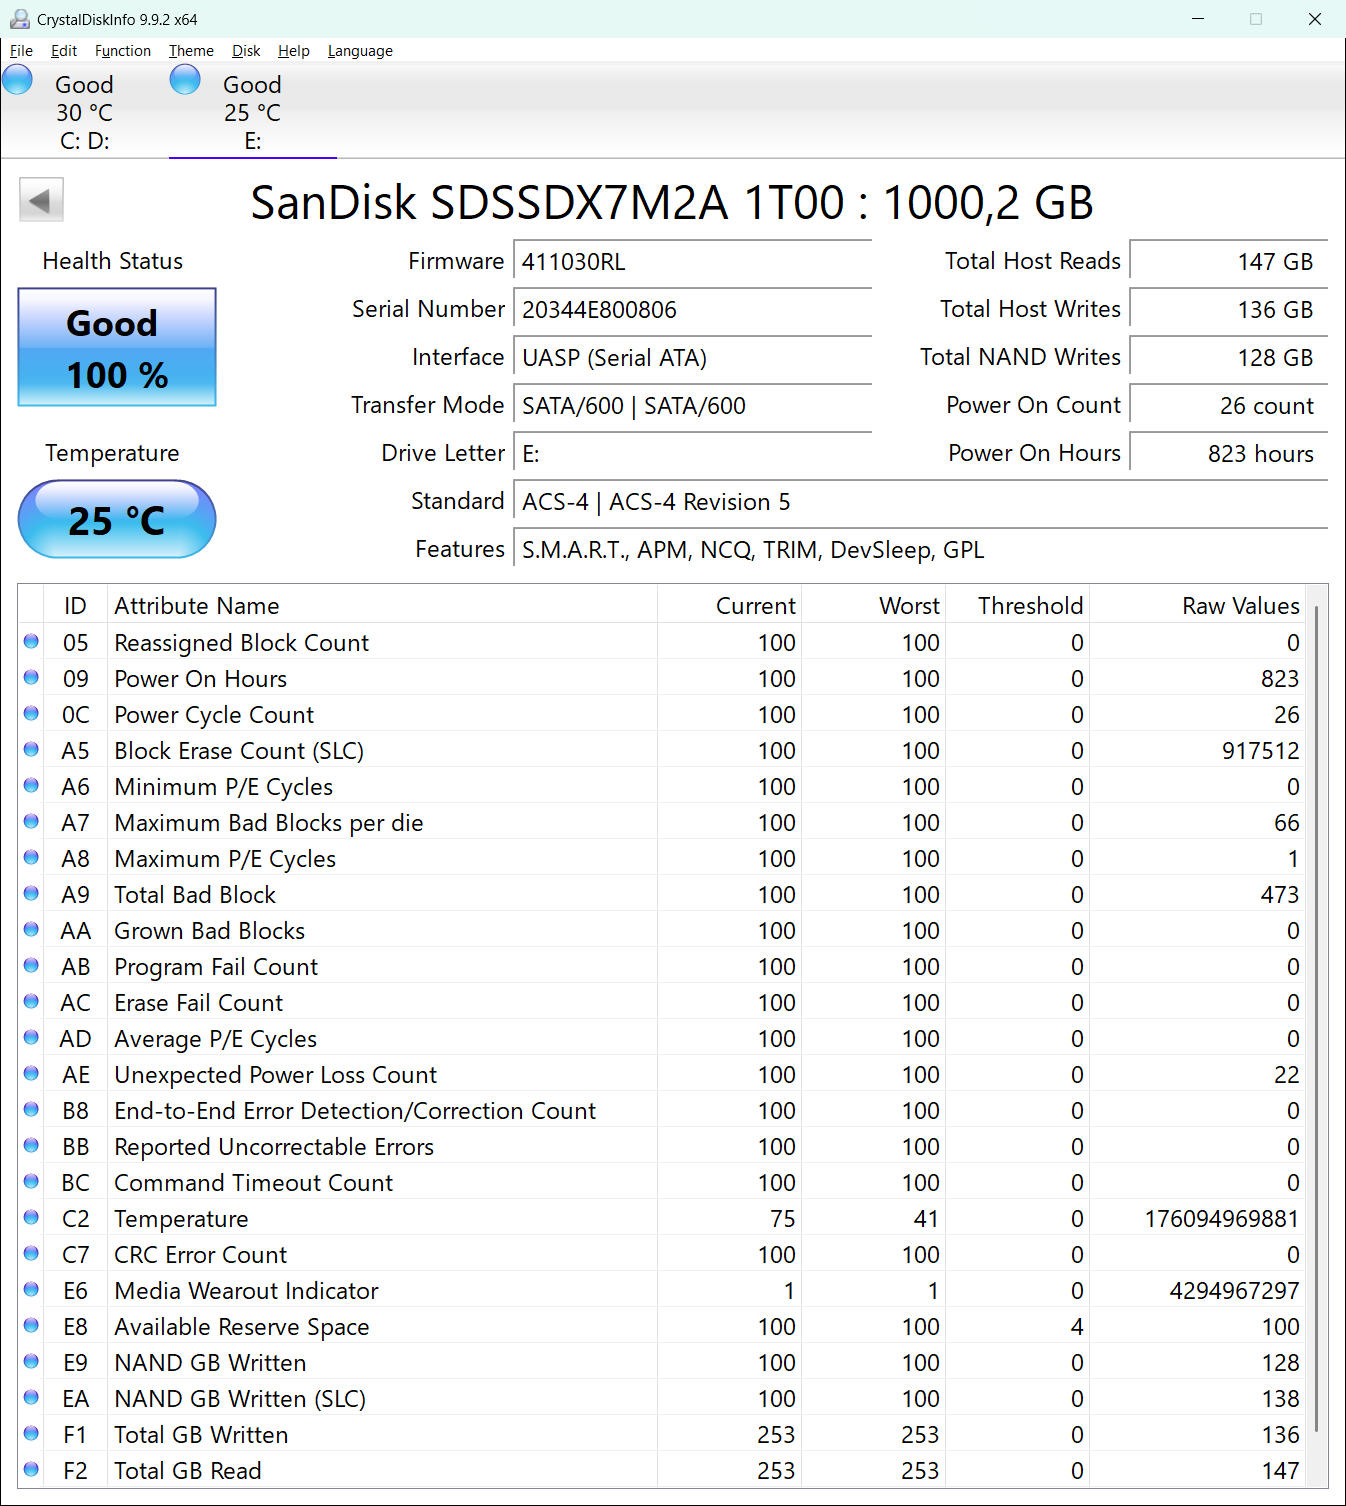 CrystalDiskInfo 9.9.2 x64
File Edit Function Theme Disk Help Language
Good Good
30 °C 25 °C
C: D: E:
SanDisk SDSSDX7M2A 1T00 : 1000,2 GB
Health Status Firmware 411030RL Total Host Reads 147 GB
Good Serial Number 20344E800806 Total Host Writes 136 GB
100 % Interface UASP (Serial ATA) Total NAND Writes 128 GB
Transfer Mode SATA/600 | SATA/600 Power On Count 26 count
Temperature Drive Letter E: Power On Hours 823 hours
25 °C Standard ACS-4 | ACS-4 Revision 5
Features S.M.A.R.T., APM, NCQ, TRIM, DevSleep, GPL
ID Attribute Name Current Worst Threshold Raw Values
05 Reassigned Block Count 100 100 0 0
09 Power On Hours 100 100 0 823
0C Power Cycle Count 100 100 0 26
A5 Block Erase Count (SLC) 100 100 0 917512
A6 Minimum P/E Cycles 100 100 0 0
A7 Maximum Bad Blocks per die 100 100 0 66
A8 Maximum P/E Cycles 100 100 0 1
A9 Total Bad Block 100 100 0 473
AA Grown Bad Blocks 100 100 0 0
AB Program Fail Count 100 100 0 0
AC Erase Fail Count 100 100 0 0
AD Average P/E Cycles 100 100 0 0
AE Unexpected Power Loss Count 100 100 0 22
B8 End-to-End Error Detection/Correction Count 100 100 0 0
BB Reported Uncorrectable Errors 100 100 0 0
BC Command Timeout Count 100 100 0 0
C2 Temperature 75 41 0 176094969881
C7 CRC Error Count 100 100 0 0
E6 Media Wearout Indicator 1 1 0 4294967297
E8 Available Reserve Space 100 100 4 100
E9 NAND GB Written 100 100 0 128
EA NAND GB Written (SLC) 100 100 0 138
F1 Total GB Written 253 253 0 136
F2 Total GB Read 253 253 0 147